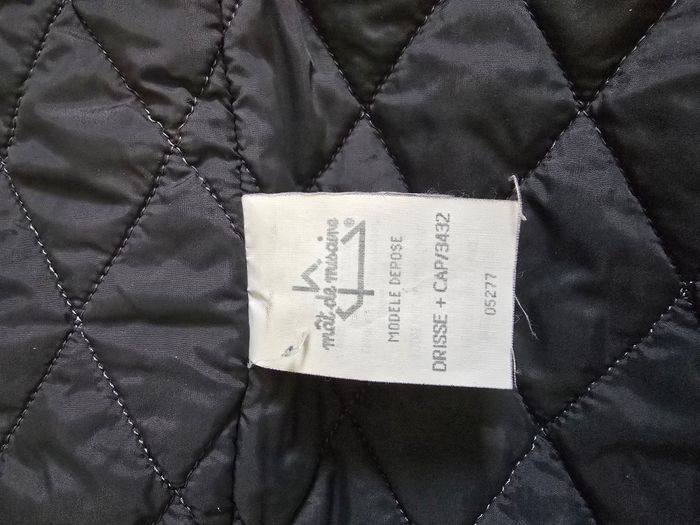 mât de misaine®
MODELE DEPOSE
DRISSE + CAP/3432
05277